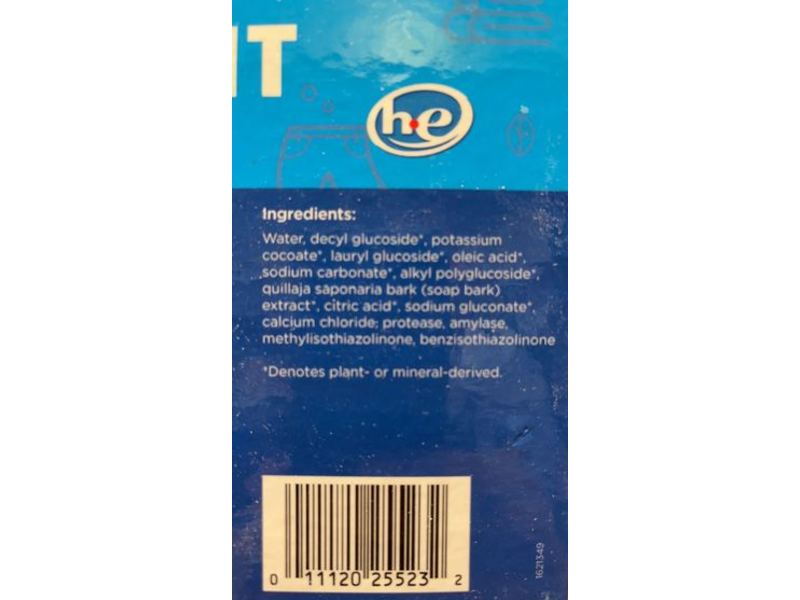 IT
h·e
Ingredients:
Water, decyl glucoside*, potassium
cocoate*, lauryl glucoside*, oleic acid*,
sodium carbonate*, alkyl polyglucoside*,
quillaja saponaria bark (soap bark)
extract*, citric acid*, sodium gluconate*,
calcium chloride, protease, amylase,
methylisothiazolinone, benzisothiazolinone
*Denotes plant- or mineral-derived.
0 11120 25523 2
1621349